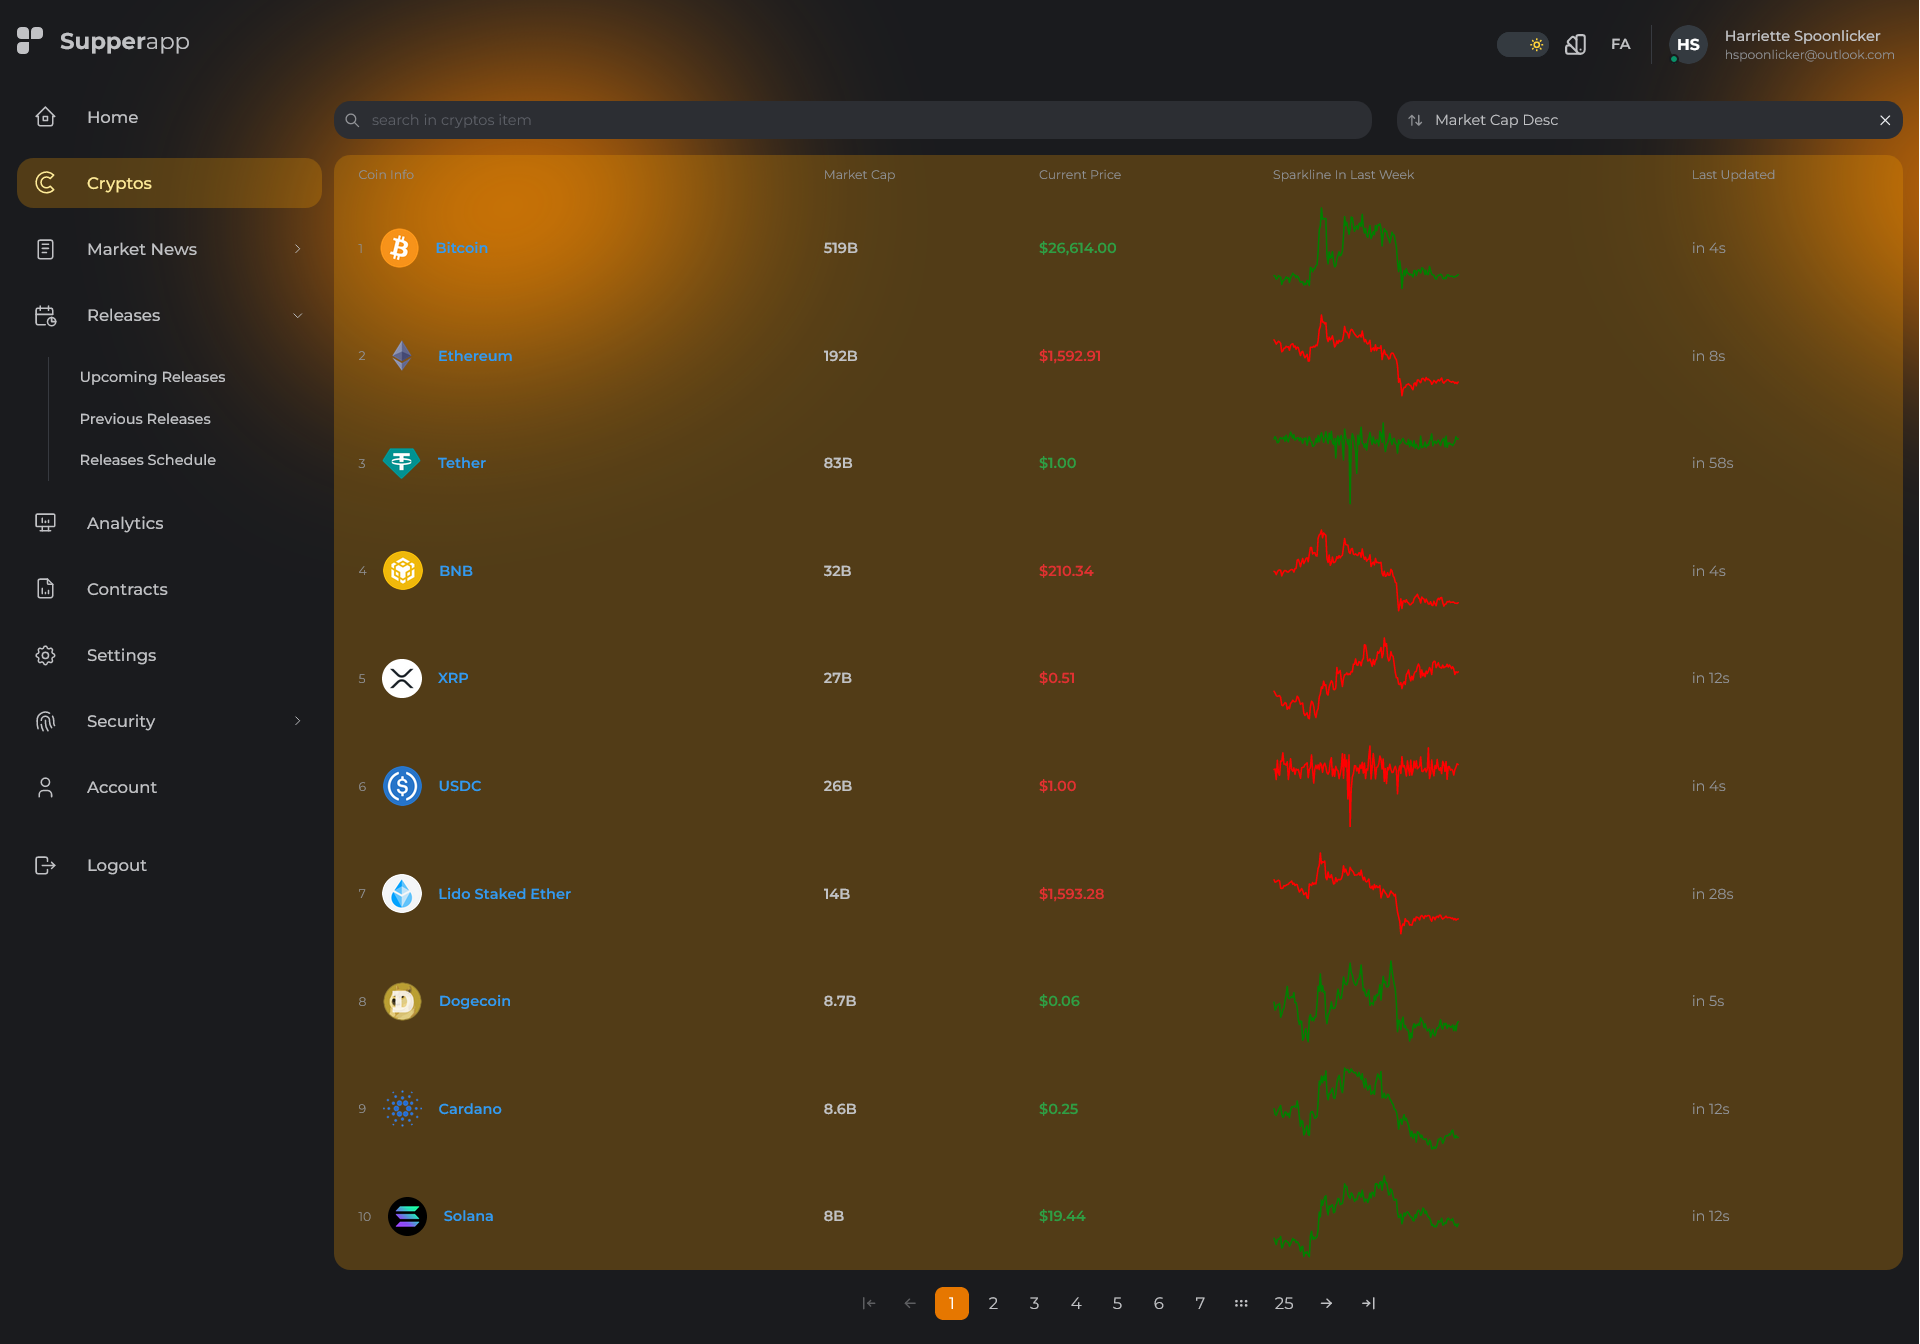 Supperapp
FA
HS
Harriette Spoonlicker
hspoonlicker@outlook.com
Home
Cryptos
Market News
Releases
Upcoming Releases
Previous Releases
Releases Schedule
Analytics
Contracts
Settings
Security
Account
Logout
search in cryptos item
Market Cap Desc
Coin Info Market Cap Current Price Sparkline In Last Week Last Updated
1 Bitcoin 519B $26,614.00 in 4s
2 Ethereum 192B $1,592.91 in 8s
3 Tether 83B $1.00 in 58s
4 BNB 32B $210.34 in 4s
5 XRP 27B $0.51 in 12s
6 USDC 26B $1.00 in 4s
7 Lido Staked Ether 14B $1,593.28 in 28s
8 Dogecoin 8.7B $0.06 in 5s
9 Cardano 8.6B $0.25 in 12s
10 Solana 8B $19.44 in 12s
1 2 3 4 5 6 7 25